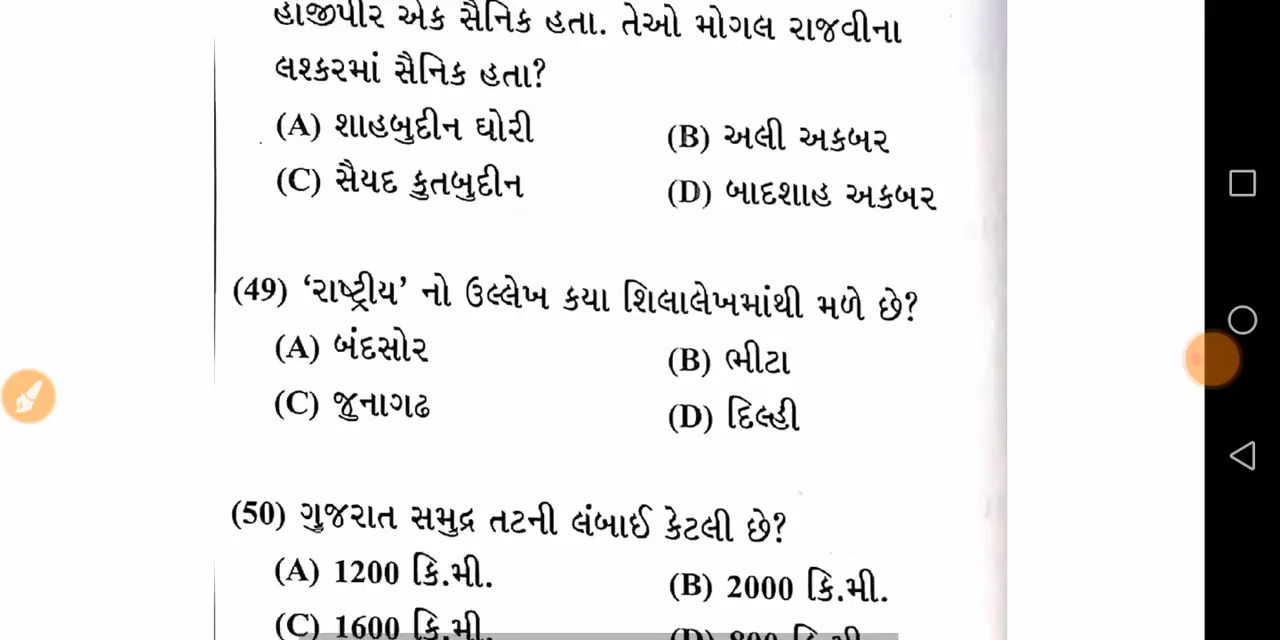 હાજીપીર એક સૈનિક હતા. તેઓ મોગલ રાજવીના
લશ્કરમાં સૈનિક હતા?
(A) શાહબુદીન ઘોરી (B) અલી અકબર
(C) સૈયદ કુતબુદીન (D) બાદશાહ અકબર
(49) ‘રાષ્ટ્રીય’ નો ઉલ્લેખ કયા શિલાલેખમાંથી મળે છે?
(A) બંદસોર (B) ભીટા
(C) જુનાગઢ (D) દિલ્હી
(50) ગુજરાત સમુદ્ર તટની લંબાઈ કેટલી છે?
(A) 1200 કિ.મી. (B) 2000 કિ.મી.
(C) 1600 કિ.મી. (D) 800 કિ.મી.